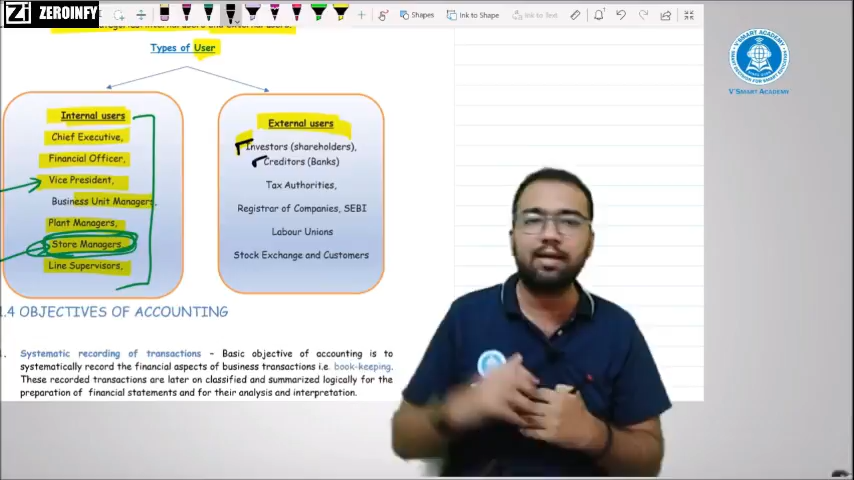 Zi ZEROINFY
Shapes
Ink to Shape
Ink to Text
Types of User
Internal users
Chief Executive,
Financial Officer,
Vice President,
Business Unit Managers,
Plant Managers,
Store Managers,
Line Supervisors,
External users
Investors (shareholders),
Creditors (Banks)
Tax Authorities,
Registrar of Companies, SEBI
Labour Unions
Stock Exchange and Customers
V'SMART ACADEMY
.4 OBJECTIVES OF ACCOUNTING
Systematic recording of transactions – Basic objective of accounting is to
systematically record the financial aspects of business transactions i.e. book-keeping.
These recorded transactions are later on classified and summarized logically for the
preparation of financial statements and for their analysis and interpretation.